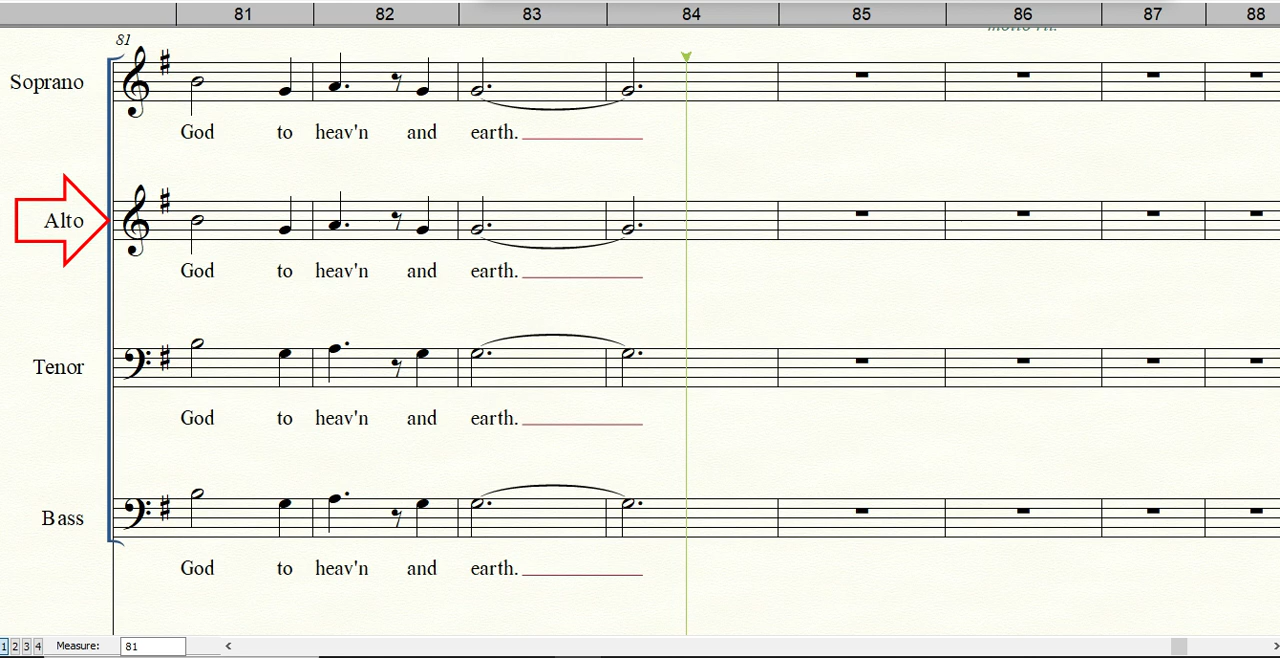 81 82 83 84 85 86 87 88
81
Soprano
God to heav'n and earth.
Alto
God to heav'n and earth.
Tenor
God to heav'n and earth.
Bass
God to heav'n and earth.
1 2 3 4 Measure: 81